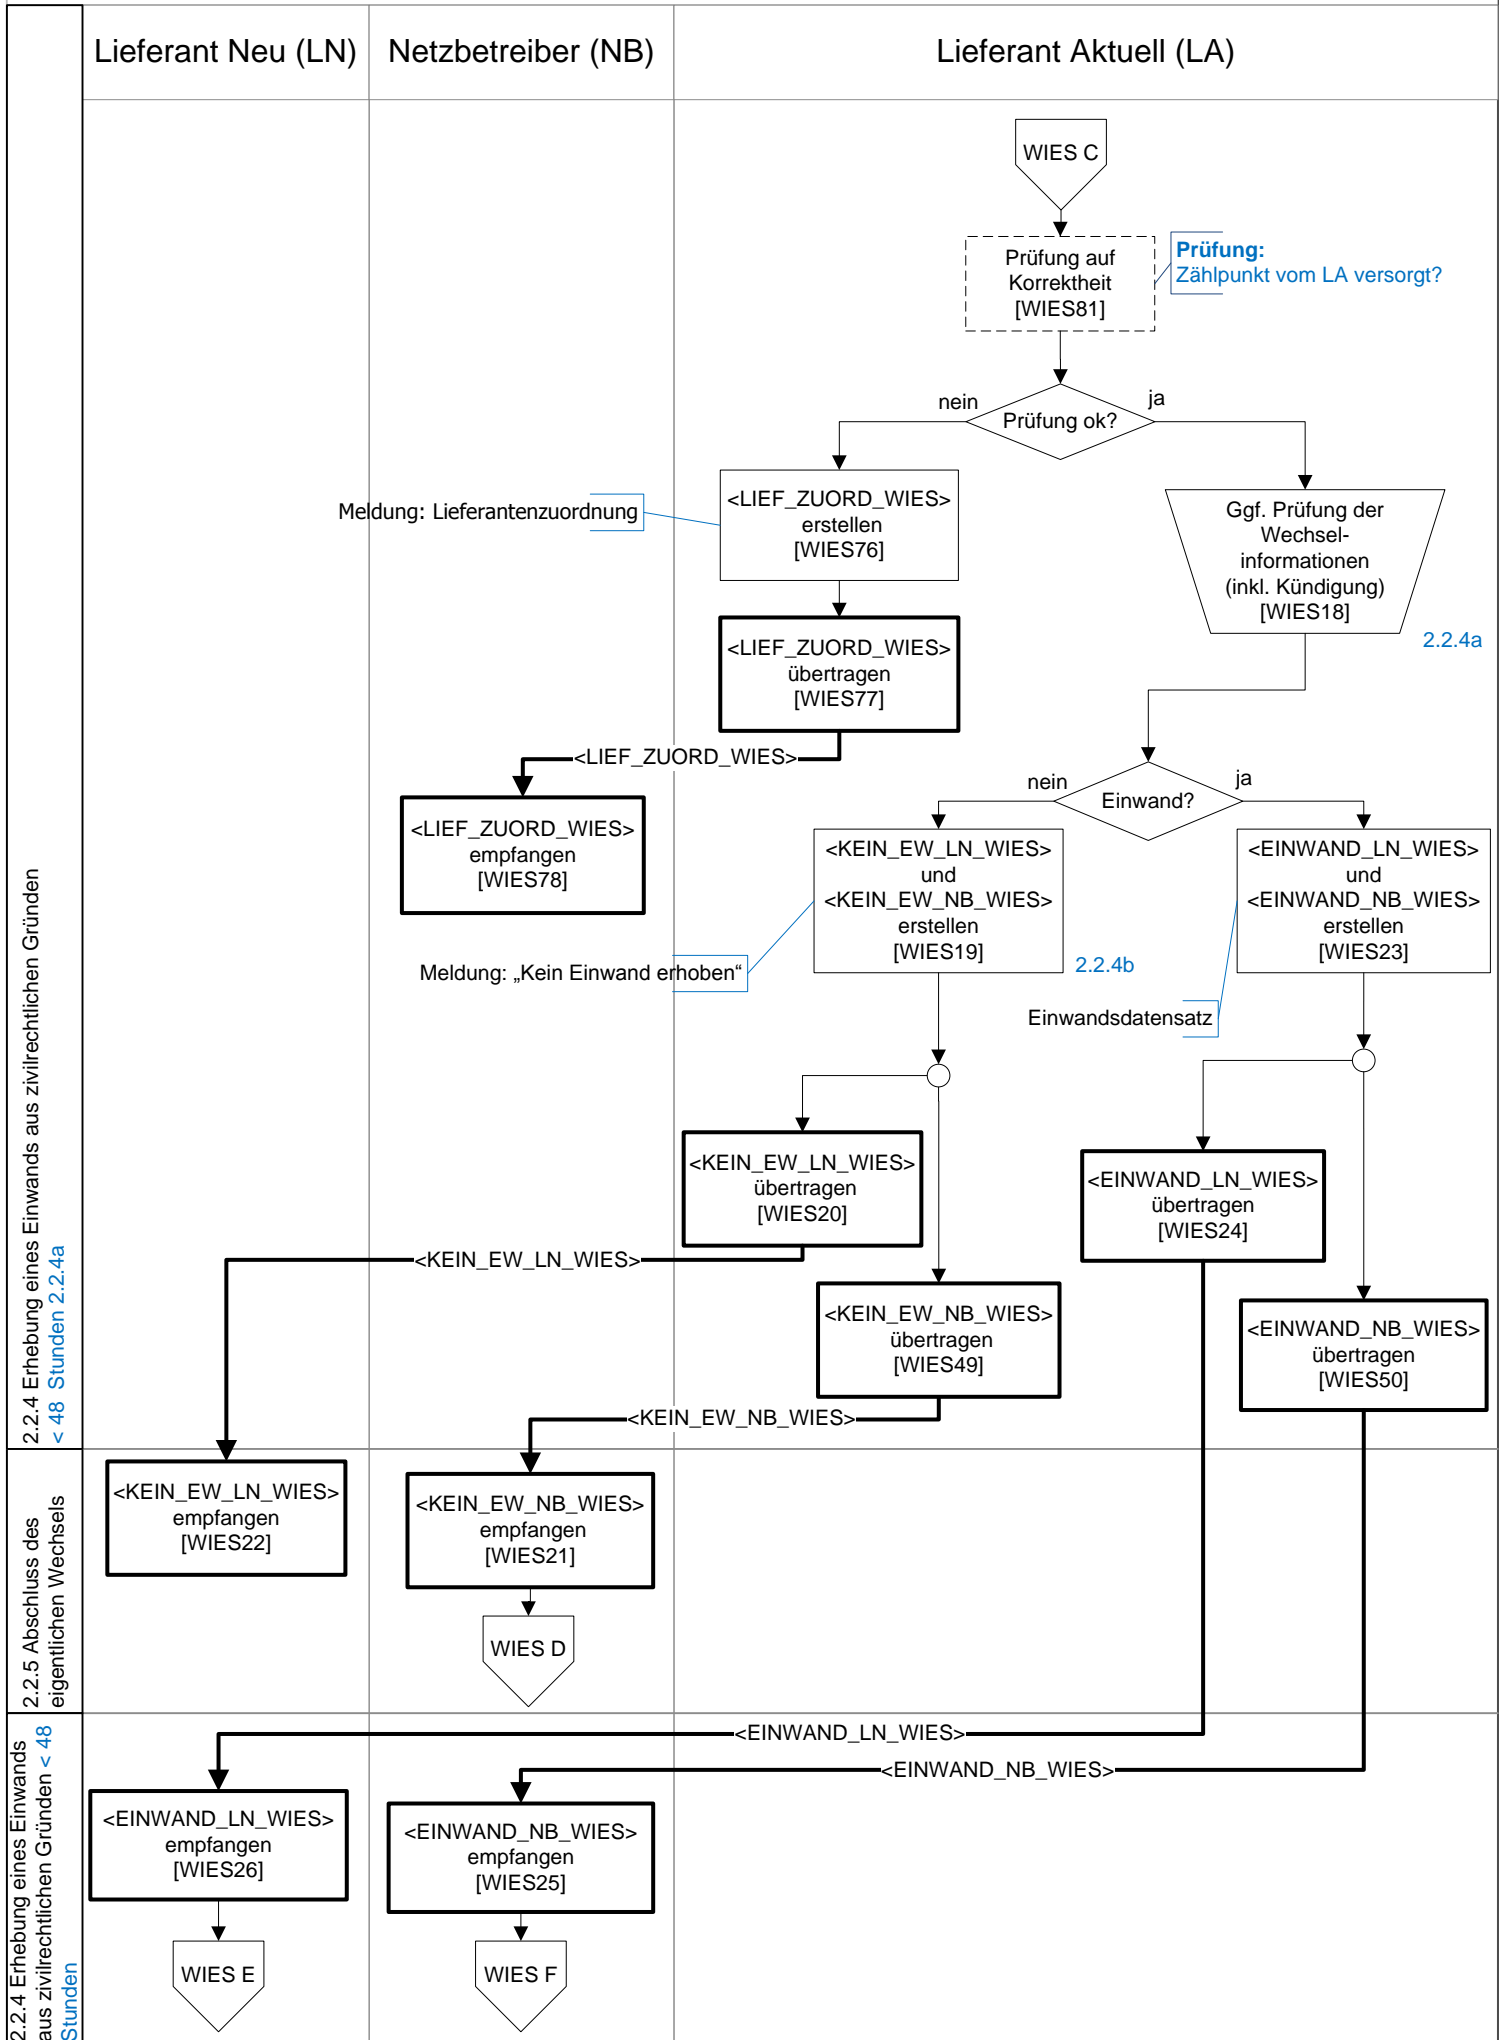 Lieferant Neu (LN)
Netzbetreiber (NB)
Lieferant Aktuell (LA)
2.2.4 Erhebung eines Einwands aus zivilrechtlichen Gründen
< 48 Stunden 2.2.4a
WIES C
Prüfung auf
Korrektheit
[WIES81]
Prüfung:
Zählpunkt vom LA versorgt?
nein
Prüfung ok?
ja
Meldung: Lieferantenzuordnung
<LIEF_ZUORD_WIES>
erstellen
[WIES76]
Ggf. Prüfung der
Wechsel-
informationen
(inkl. Kündigung)
[WIES18]
2.2.4a
<LIEF_ZUORD_WIES>
übertragen
[WIES77]
<LIEF_ZUORD_WIES>
<LIEF_ZUORD_WIES>
empfangen
[WIES78]
nein
Einwand?
ja
<KEIN_EW_LN_WIES>
und
<KEIN_EW_NB_WIES>
erstellen
[WIES19]
2.2.4b
Meldung: „Kein Einwand erhoben“
<EINWAND_LN_WIES>
und
<EINWAND_NB_WIES>
erstellen
[WIES23]
Einwandsdatensatz
<KEIN_EW_LN_WIES>
übertragen
[WIES20]
<EINWAND_LN_WIES>
übertragen
[WIES24]
<KEIN_EW_LN_WIES>
<KEIN_EW_NB_WIES>
übertragen
[WIES49]
<EINWAND_NB_WIES>
übertragen
[WIES50]
<KEIN_EW_NB_WIES>
2.2.5 Abschluss des
eigentlichen Wechsels
<KEIN_EW_LN_WIES>
empfangen
[WIES22]
<KEIN_EW_NB_WIES>
empfangen
[WIES21]
WIES D
2.2.4 Erhebung eines Einwands
aus zivilrechtlichen Gründen < 48
Stunden
<EINWAND_LN_WIES>
<EINWAND_NB_WIES>
<EINWAND_LN_WIES>
empfangen
[WIES26]
<EINWAND_NB_WIES>
empfangen
[WIES25]
WIES E
WIES F